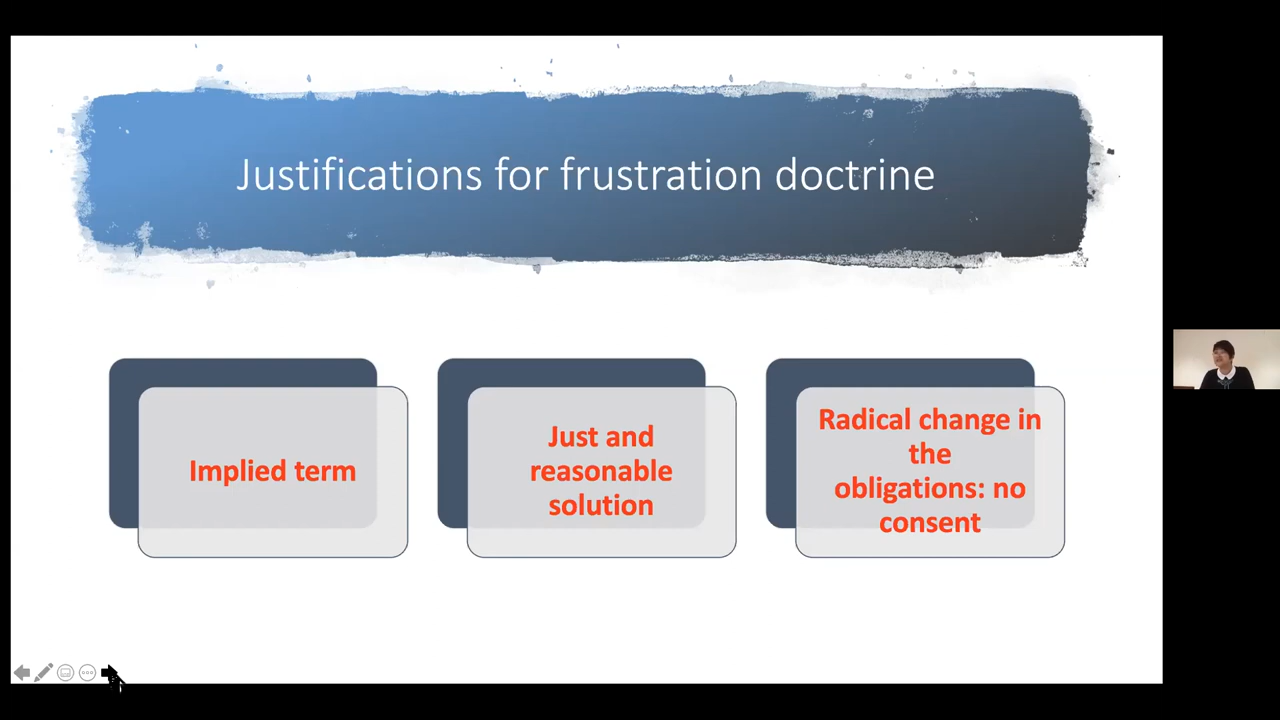 Justifications for frustration doctrine
Implied term
Just and
reasonable
solution
Radical change in
the
obligations: no
consent